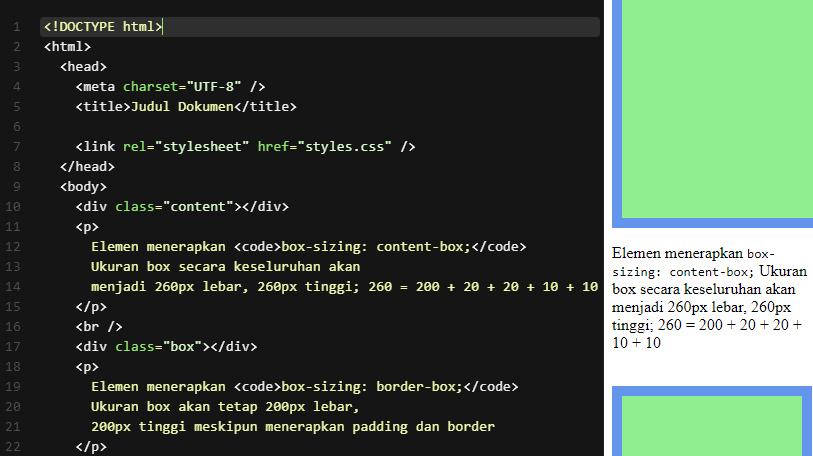 1 <!DOCTYPE html>
2 <html>
3 <head>
4 <meta charset="UTF-8" />
5 <title>Judul Dokumen</title>
6
7 <link rel="stylesheet" href="styles.css" />
8 </head>
9 <body>
10 <div class="content"></div>
11 <p>
12 Elemen menerapkan <code>box-sizing: content-box;</code>
13 Ukuran box secara keseluruhan akan
14 menjadi 260px lebar, 260px tinggi; 260 = 200 + 20 + 20 + 10 + 10
15 </p>
16 <br />
17 <div class="box"></div>
18 <p>
19 Elemen menerapkan <code>box-sizing: border-box;</code>
20 Ukuran box akan tetap 200px lebar,
21 200px tinggi meskipun menerapkan padding dan border
22 </p>
Elemen menerapkan box-
sizing: content-box; Ukuran
box secara keseluruhan akan
menjadi 260px lebar, 260px
tinggi; 260 = 200 + 20 + 20 +
10 + 10